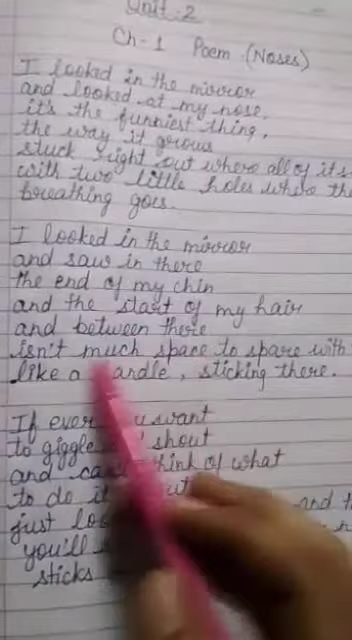 Unit:2
Ch-1 Poem (Noses)
I looked in the mirror
and looked at my nose.
it's the funniest thing,
the way it grows
stuck right out where all of its
with two little holes where the
breathing goes.
I looked in the mirror
and saw in there
the end of my chin
and the start of my hair
and between there
isn't much space to spare with
like a andle, sticking there.
If ever want
to giggle shout
and think of what
to do it
just and
you'll
sticks